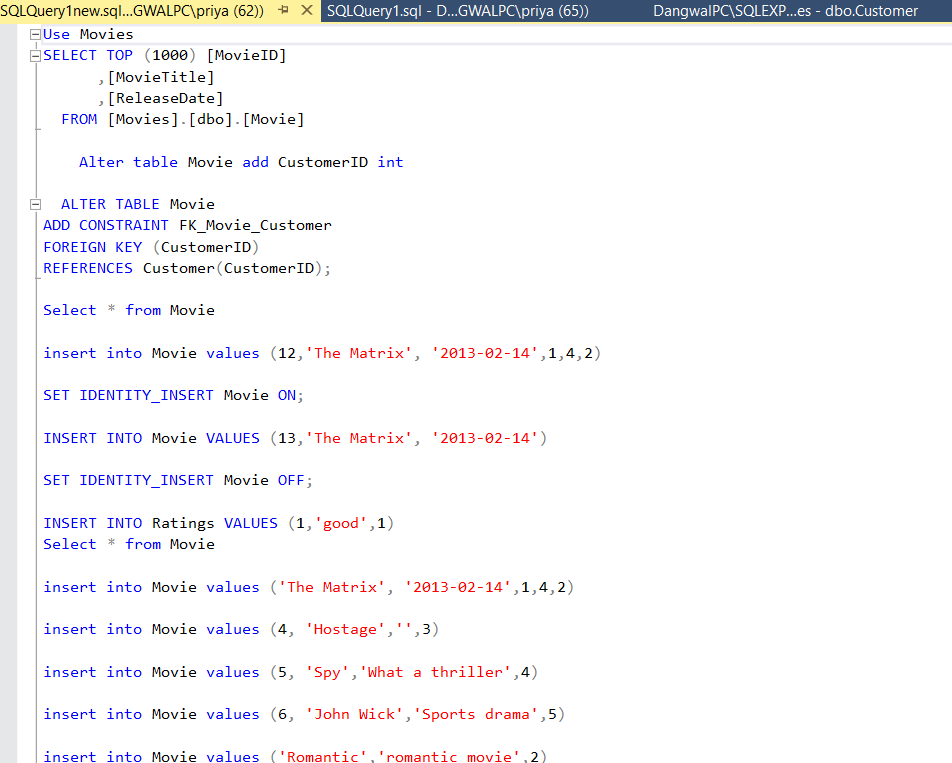 SQLQuery1new.sql...GWALPC\priya (62)) SQLQuery1.sql - D...GWALPC\priya (65)) DangwalPC\SQLEXP...es - dbo.Customer
Use Movies
SELECT TOP (1000) [MovieID]
,[MovieTitle]
,[ReleaseDate]
FROM [Movies].[dbo].[Movie]
Alter table Movie add CustomerID int
ALTER TABLE Movie
ADD CONSTRAINT FK_Movie_Customer
FOREIGN KEY (CustomerID)
REFERENCES Customer(CustomerID);
Select * from Movie
insert into Movie values (12,'The Matrix', '2013-02-14',1,4,2)
SET IDENTITY_INSERT Movie ON;
INSERT INTO Movie VALUES (13,'The Matrix', '2013-02-14')
SET IDENTITY_INSERT Movie OFF;
INSERT INTO Ratings VALUES (1,'good',1)
Select * from Movie
insert into Movie values ('The Matrix', '2013-02-14',1,4,2)
insert into Movie values (4, 'Hostage','',3)
insert into Movie values (5, 'Spy','What a thriller',4)
insert into Movie values (6, 'John Wick','Sports drama',5)
insert into Movie values ('Romantic','romantic movie',2)